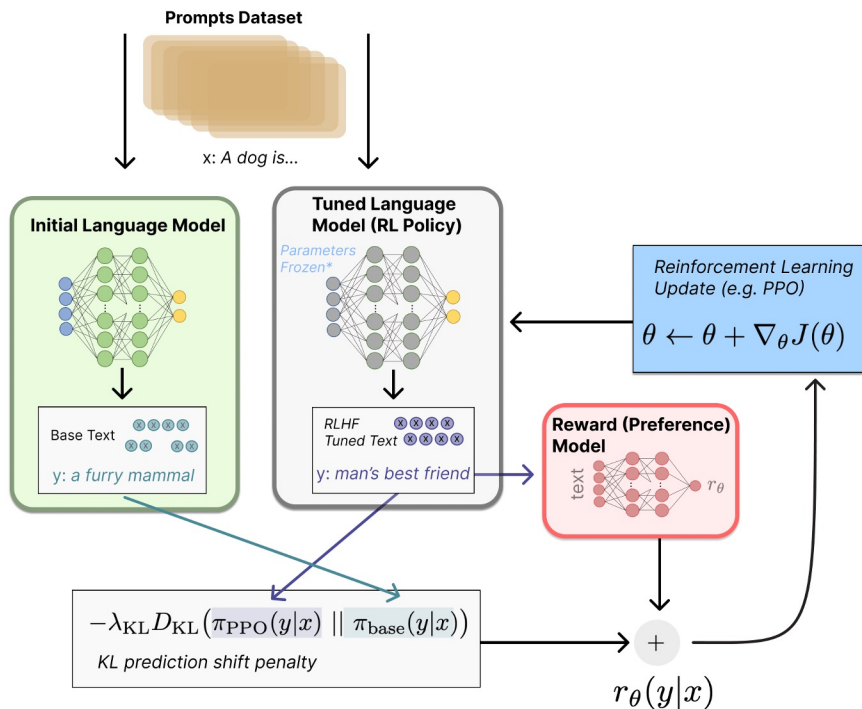 Prompts Dataset
x: A dog is...
Initial Language Model
Tuned Language
Model (RL Policy)
Parameters
Frozen*
Reinforcement Learning
Update (e.g. PPO)
θ ← θ + ∇θJ(θ)
Base Text
x x x x
x x x x
y: a furry mammal
RLHF
Tuned Text
x x x x
x x x x
y: man's best friend
Reward (Preference)
Model
text
rθ
−λKL DKL(πPPO(y|x) || πbase(y|x))
KL prediction shift penalty
+
rθ(y|x)